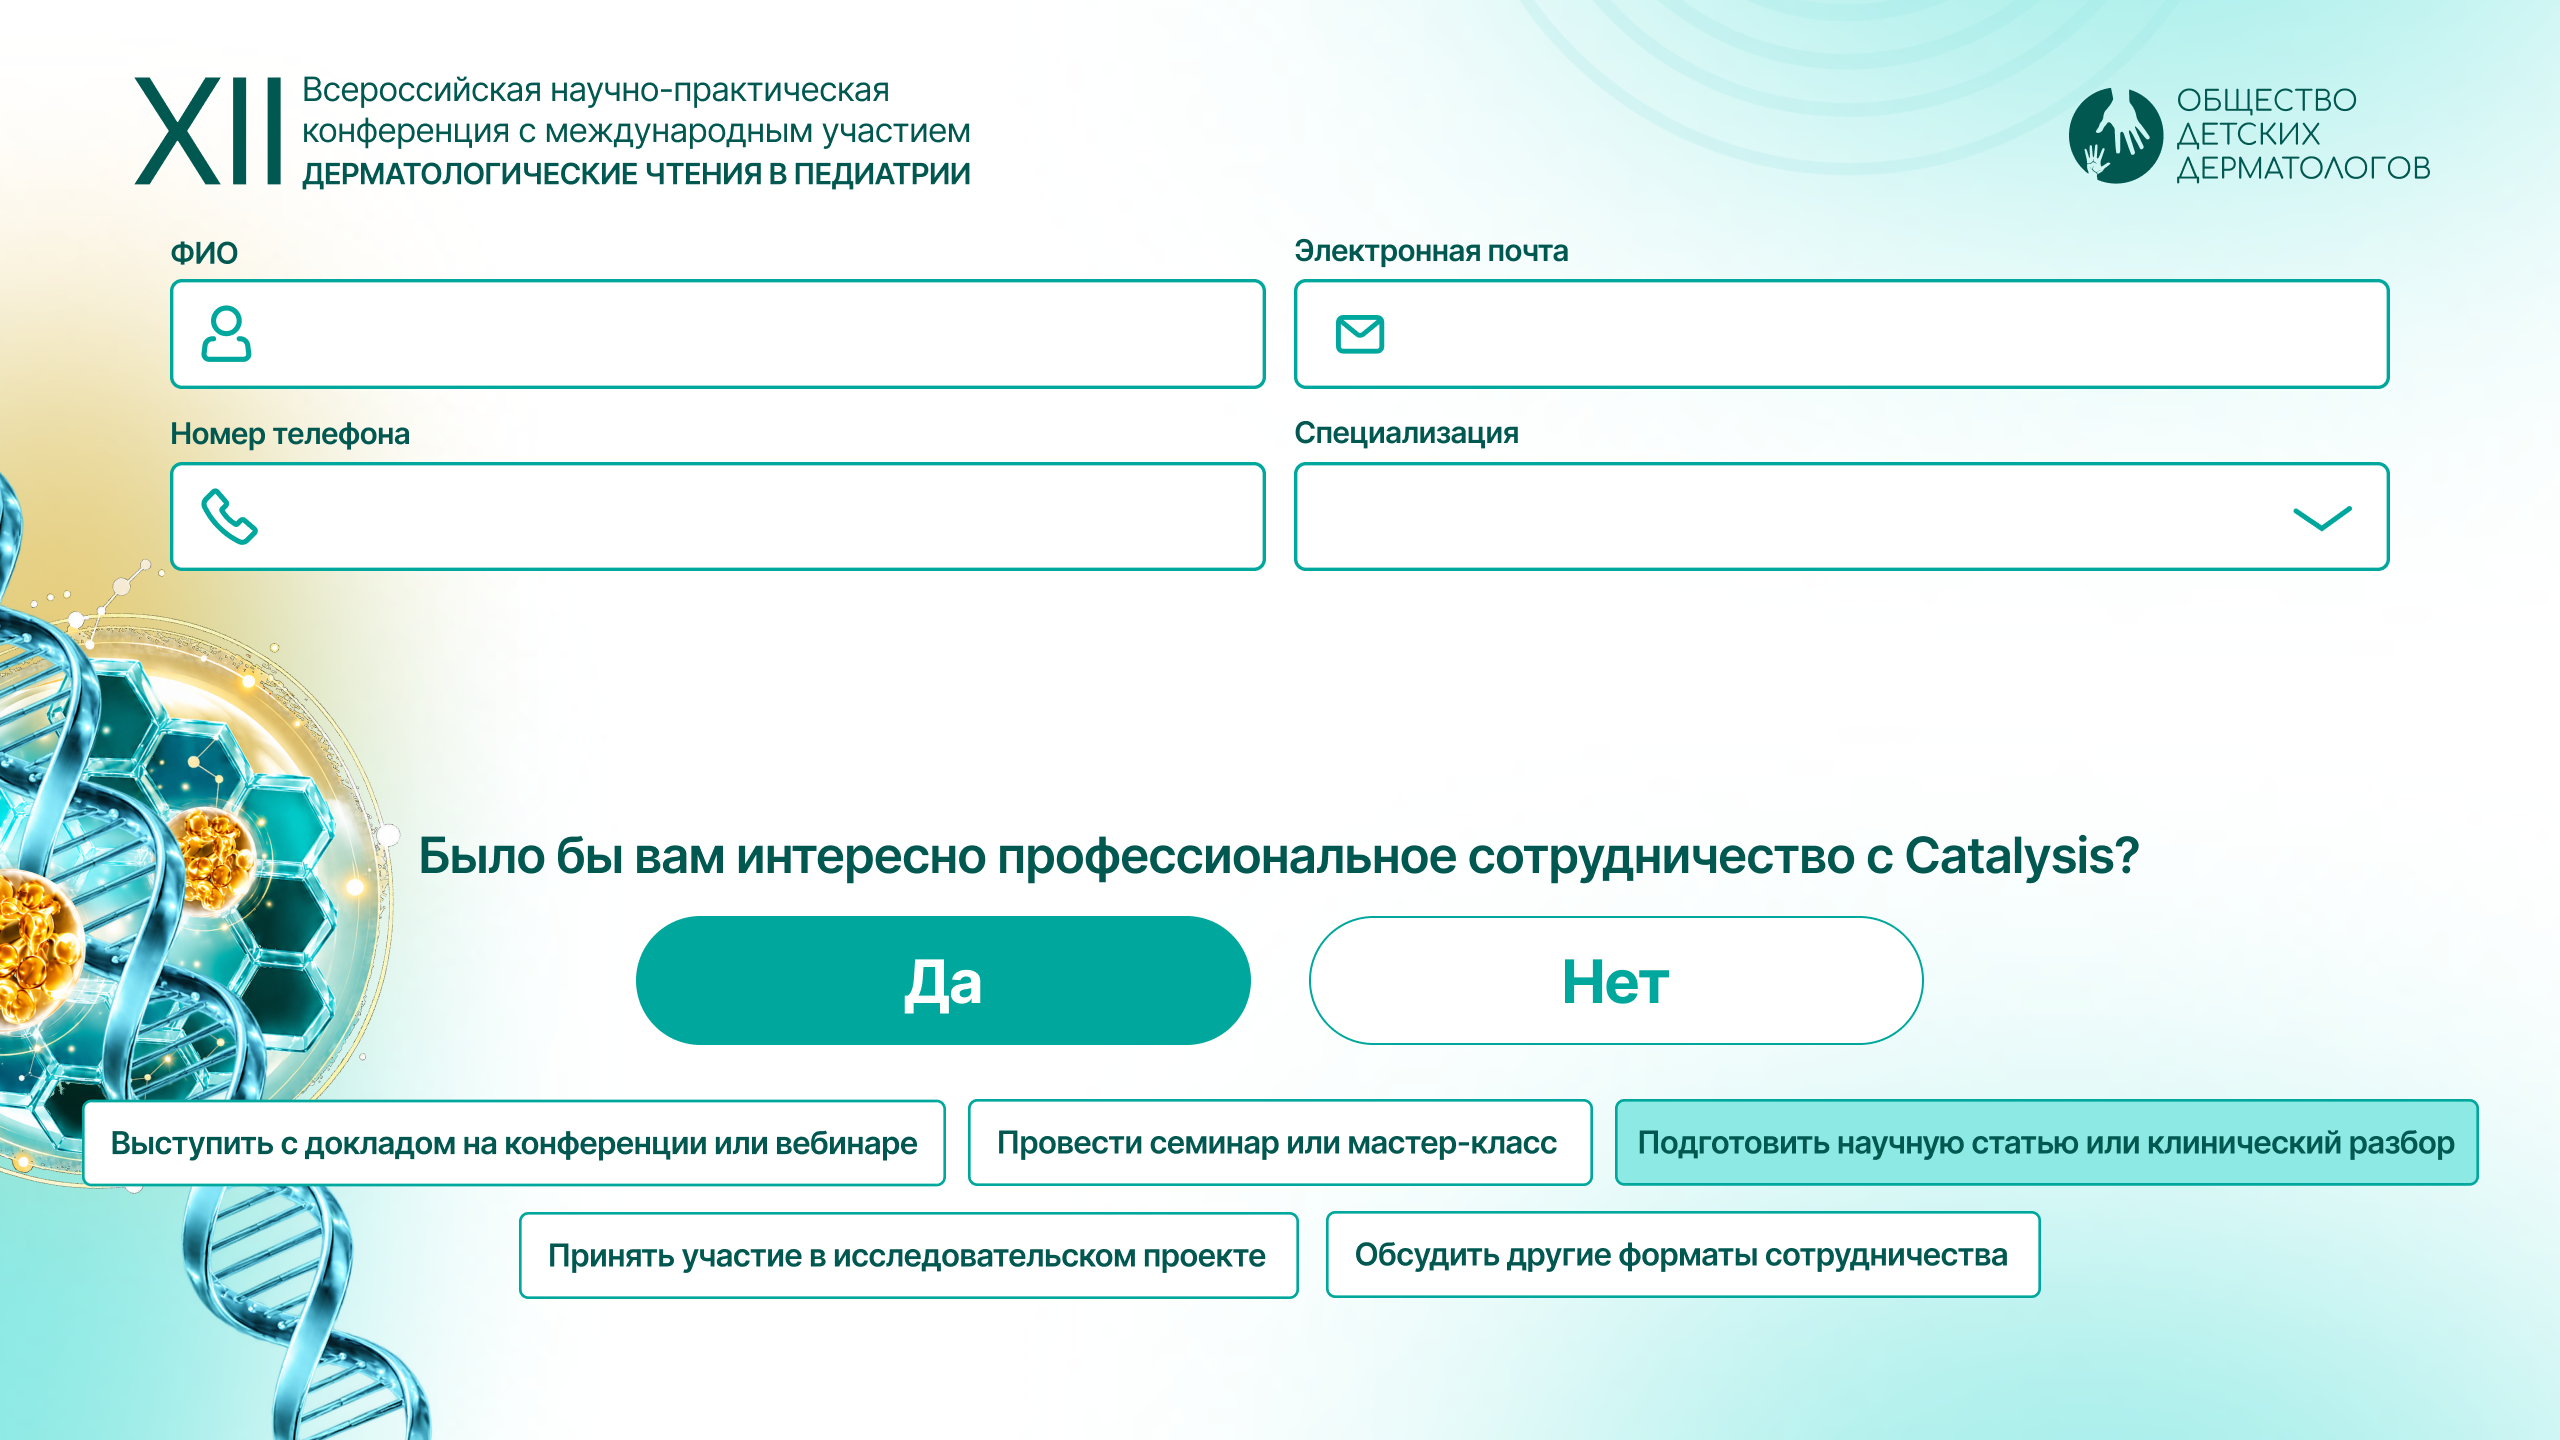 XII
Всероссийская научно-практическая
конференция с международным участием
ДЕРМАТОЛОГИЧЕСКИЕ ЧТЕНИЯ В ПЕДИАТРИИ
ОБЩЕСТВО
ДЕТСКИХ
ДЕРМАТОЛОГОВ
ФИО
Электронная почта
Номер телефона
Специализация
Было бы вам интересно профессиональное сотрудничество с Catalysis?
Да
Нет
Выступить с докладом на конференции или вебинаре
Провести семинар или мастер-класс
Подготовить научную статью или клинический разбор
Принять участие в исследовательском проекте
Обсудить другие форматы сотрудничества